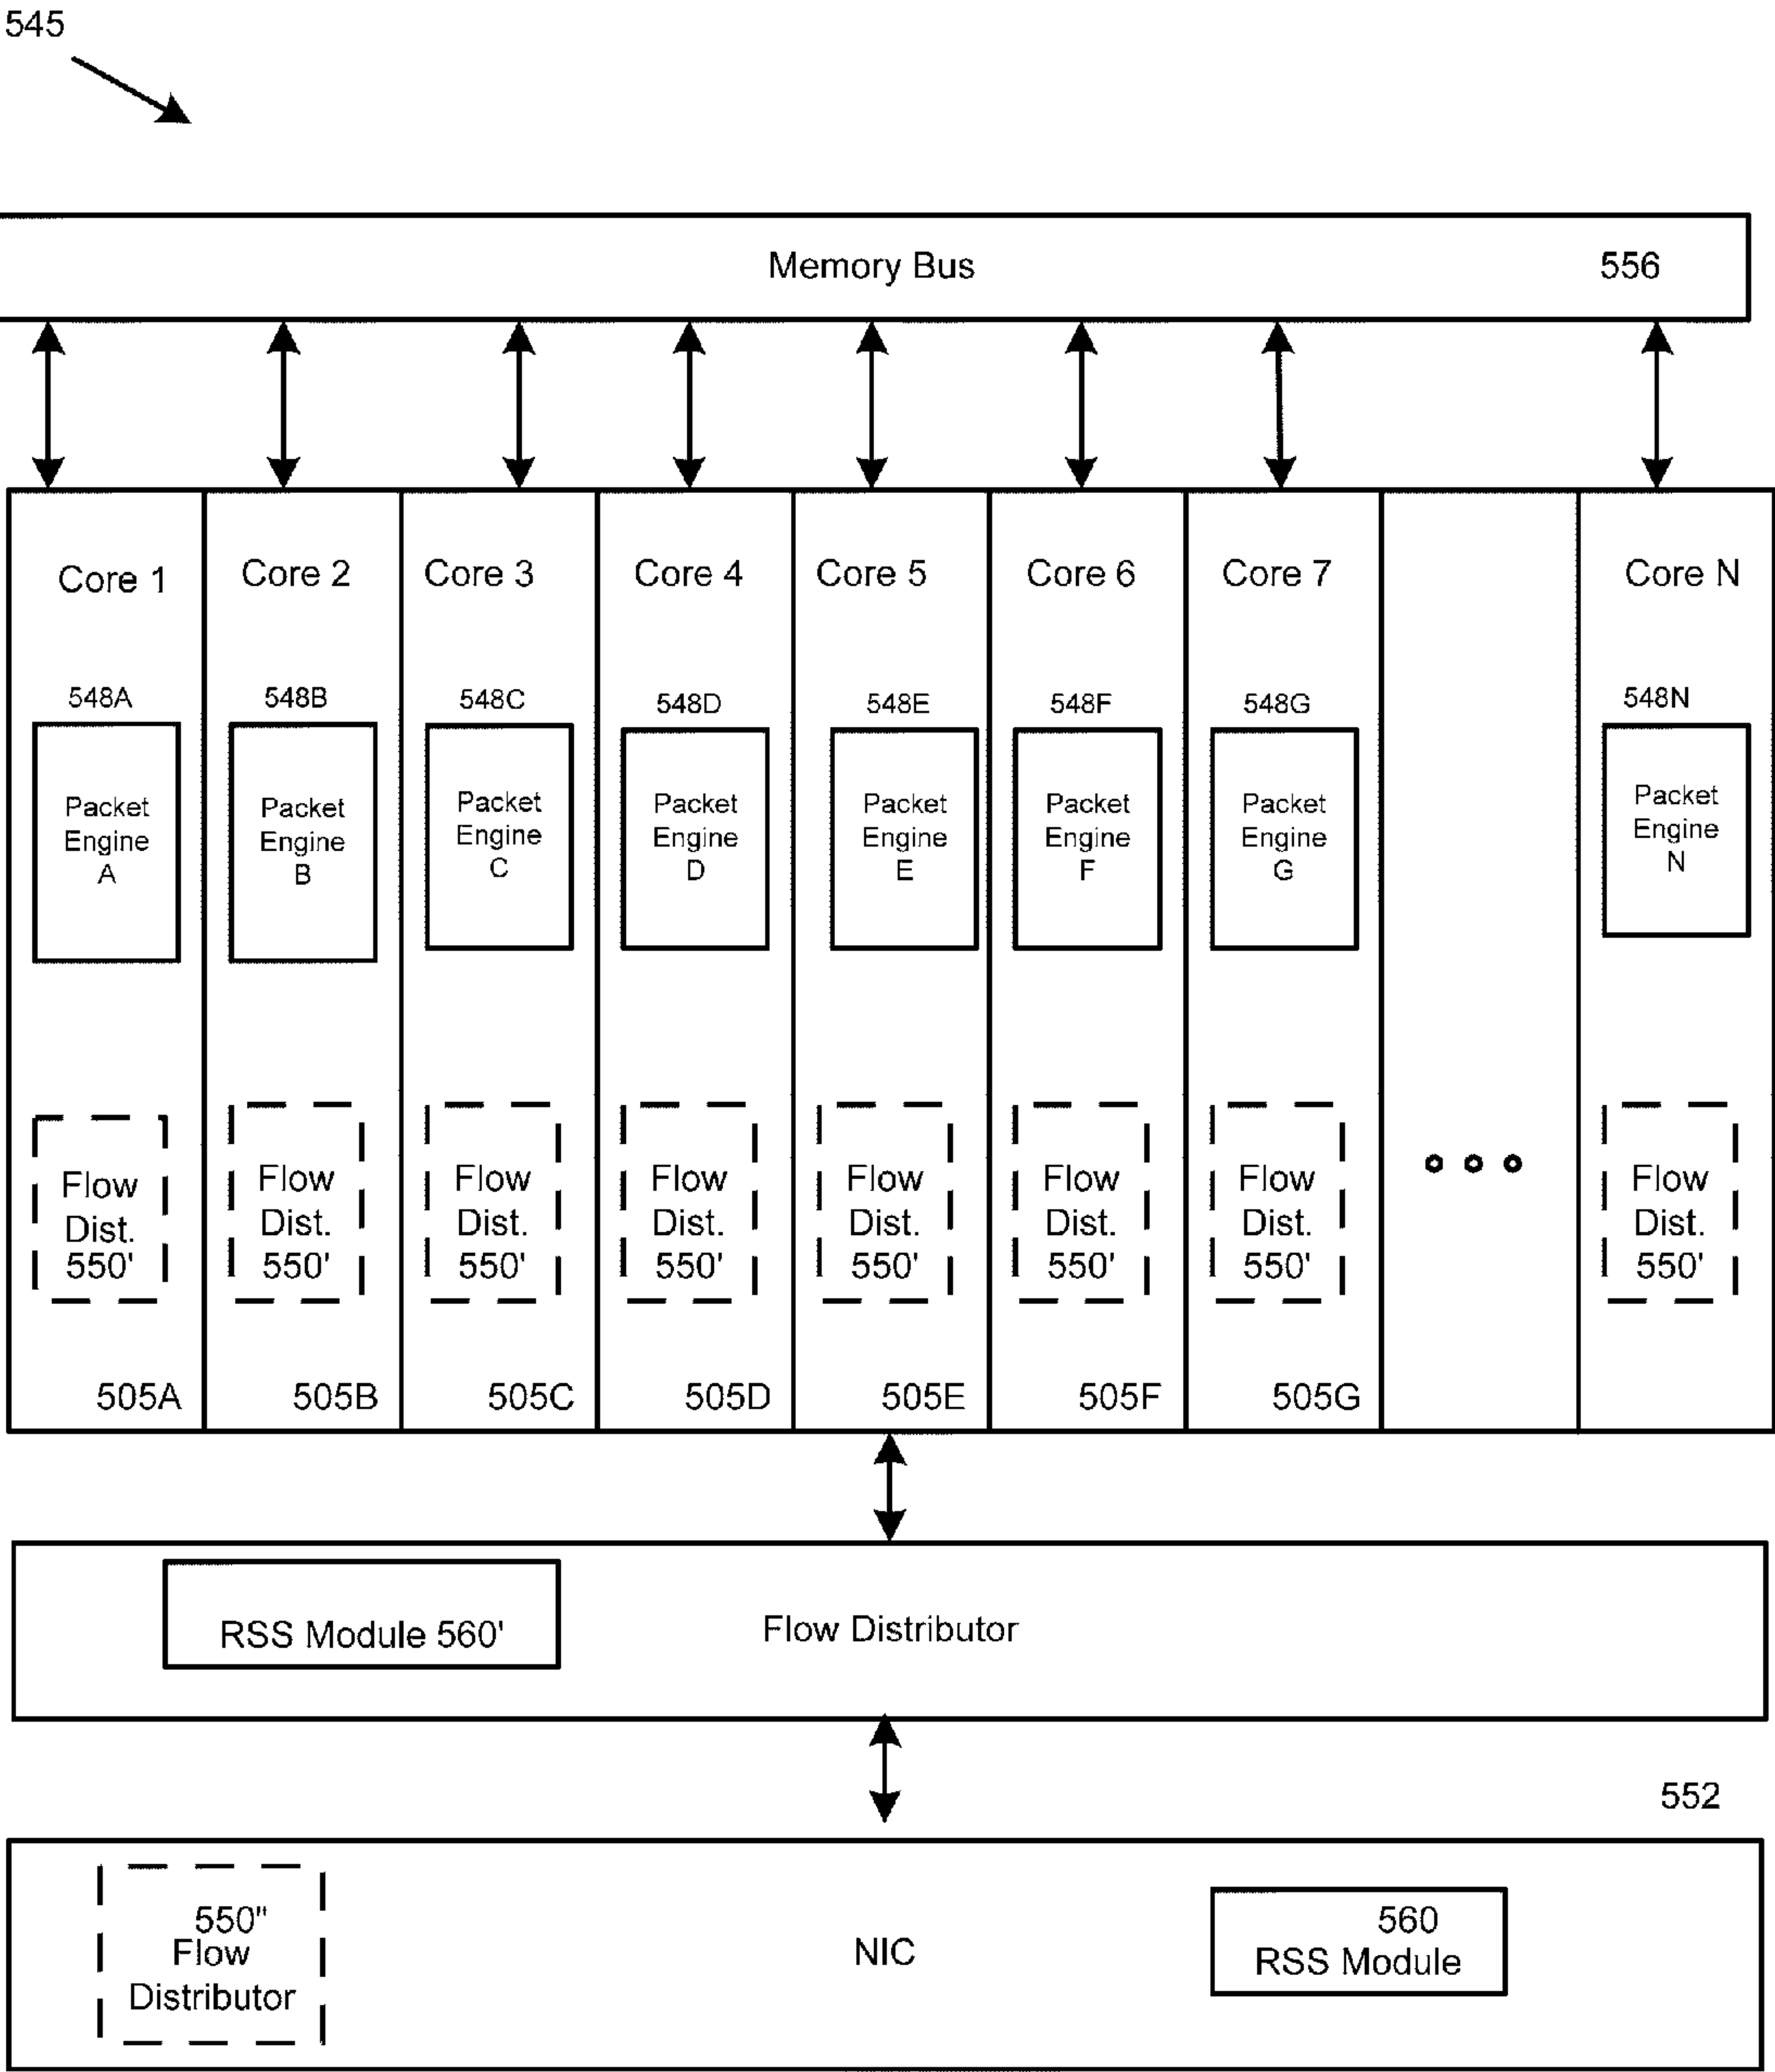 545
Memory Bus 556
Core 1 Core 2 Core 3 Core 4 Core 5 Core 6 Core 7 Core N
548A 548B 548C 548D 548E 548F 548G 548N
Packet Packet Packet Packet Packet Packet Packet Packet
Engine Engine Engine Engine Engine Engine Engine Engine
A B C D E F G N
Flow Flow Flow Flow Flow Flow Flow Flow
Dist. Dist. Dist. Dist. Dist. Dist. Dist. Dist.
550' 550' 550' 550' 550' 550' 550' 550'
505A 505B 505C 505D 505E 505F 505G
RSS Module 560' Flow Distributor
552
550"
Flow
Distributor
NIC
560
RSS Module